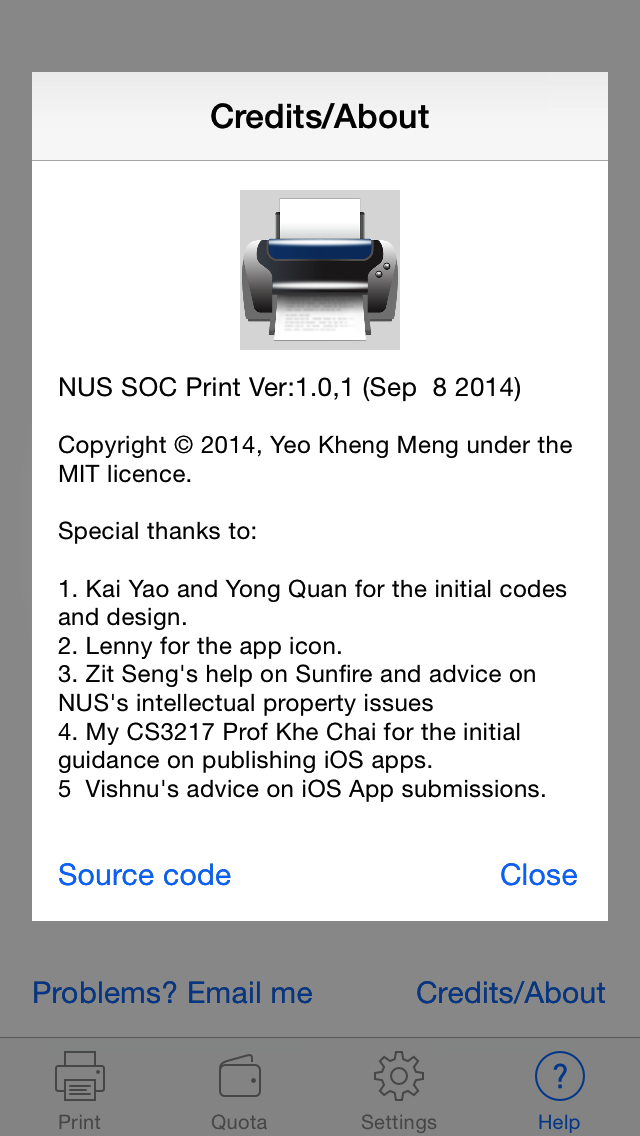 Credits/About
NUS SOC Print Ver:1.0,1 (Sep  8 2014)
Copyright © 2014, Yeo Kheng Meng under the
MIT licence.
Special thanks to:
1. Kai Yao and Yong Quan for the initial codes
and design.
2. Lenny for the app icon.
3. Zit Seng's help on Sunfire and advice on
NUS's intellectual property issues
4. My CS3217 Prof Khe Chai for the initial
guidance on publishing iOS apps.
5  Vishnu's advice on iOS App submissions.
Source code Close
Problems? Email me Credits/About
Print Quota Settings Help